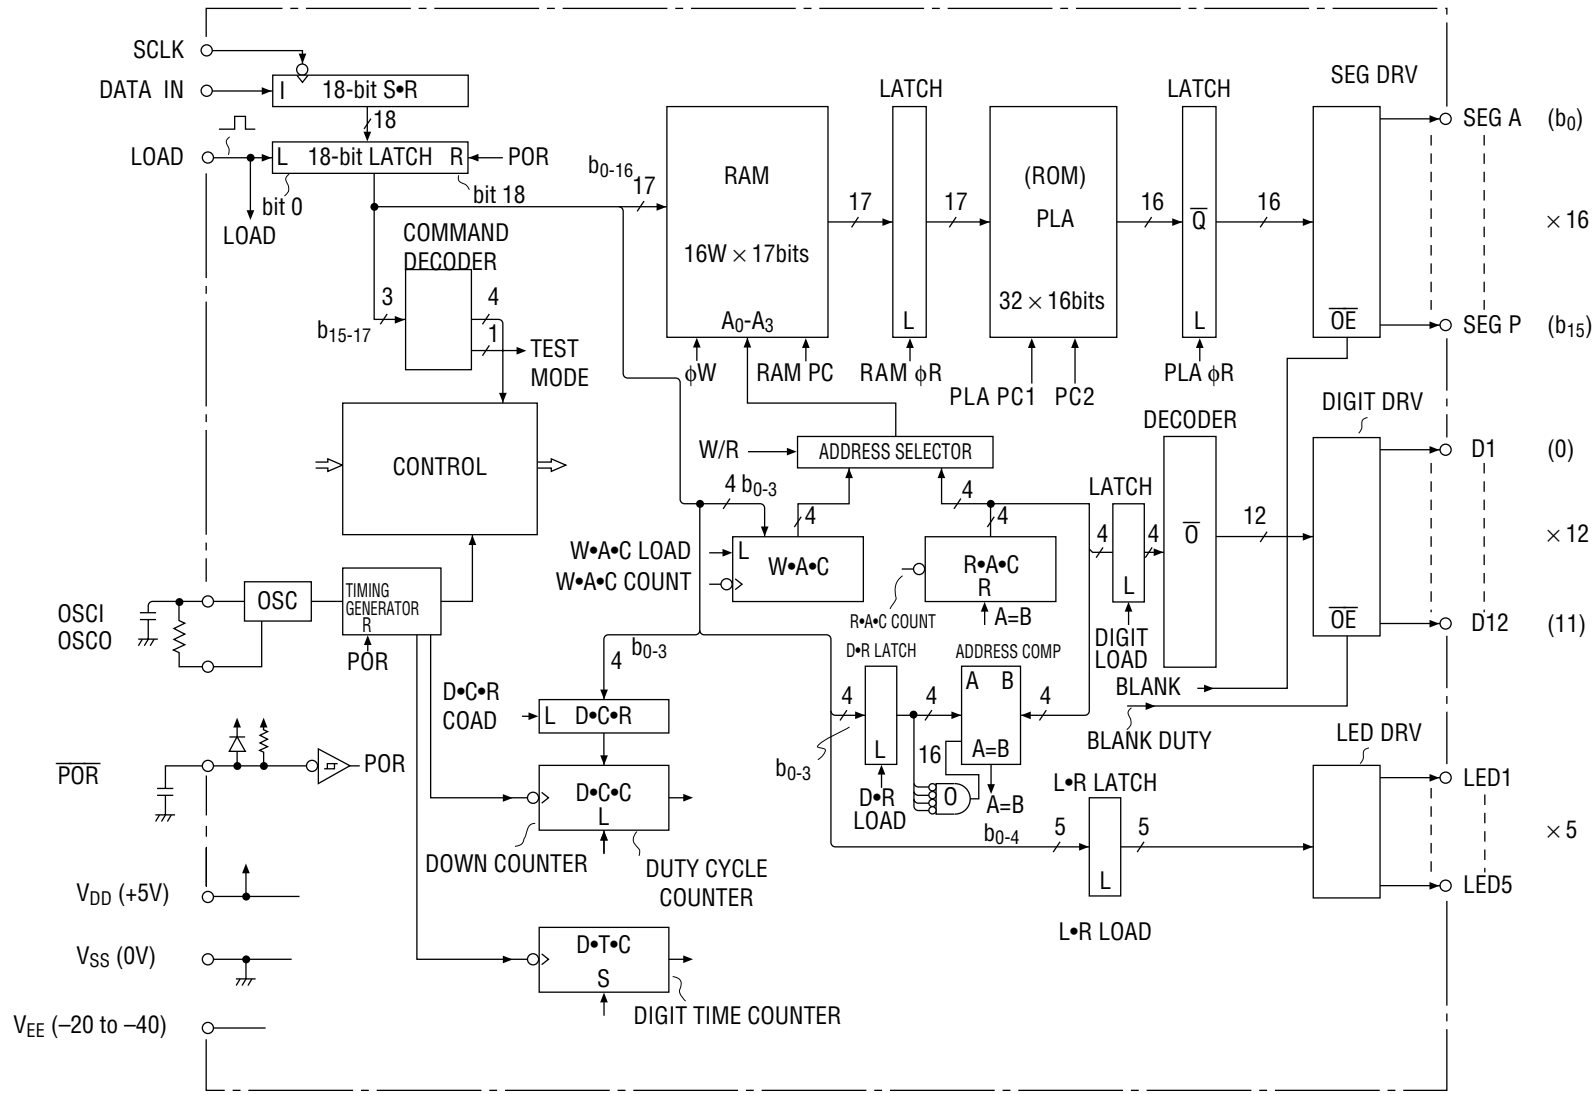 SCLK
DATA IN
I 18-bit S•R
18
LOAD
L 18-bit LATCH R
POR
bit 0
bit 18
LOAD
COMMAND
DECODER
3
4
1
b15-17
TEST
MODE
CONTROL
OSCI
OSCO
OSC
TIMING
GENERATOR
R
POR
POR
POR
VDD (+5V)
VSS (0V)
VEE (–20 to –40)
b0-16
17
RAM
16W × 17bits
A0-A3
ϕW
RAM PC
17
LATCH
L
RAM ϕR
17
(ROM)
PLA
32 × 16bits
PLA PC1
PC2
16
LATCH
Q
L
PLA ϕR
16
SEG DRV
OE
SEG A (b0)
× 16
SEG P (b15)
W/R
ADDRESS SELECTOR
4 b0-3
4
4
4
W•A•C LOAD
W•A•C COUNT
L
W•A•C
R•A•C
R
R•A•C COUNT
A=B
4
LATCH
L
4
DIGIT
LOAD
DECODER
O
12
DIGIT DRV
OE
D1 (0)
× 12
D12 (11)
BLANK
BLANK DUTY
b0-3
4
D•C•R
COAD
L D•C•R
D•C•C
L
DOWN COUNTER
DUTY CYCLE
COUNTER
D•T•C
S
DIGIT TIME COUNTER
D•R LATCH
4
b0-3
L
D•R
LOAD
4
16
O
ADDRESS COMP
A B
A=B
4
A=B
b0-4
5
L•R LATCH
L
5
L•R LOAD
LED DRV
LED1
× 5
LED5